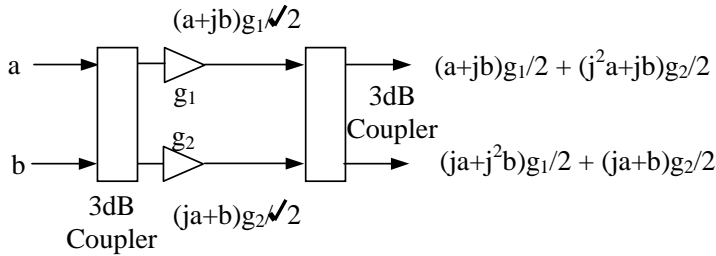 (a+jb)g₁/√2
a
g₁
(a+jb)g₁/2 + (j²a+jb)g₂/2
3dB
Coupler
g₂
b
(ja+j²b)g₁/2 + (ja+b)g₂/2
3dB
Coupler
(ja+b)g₂/√2